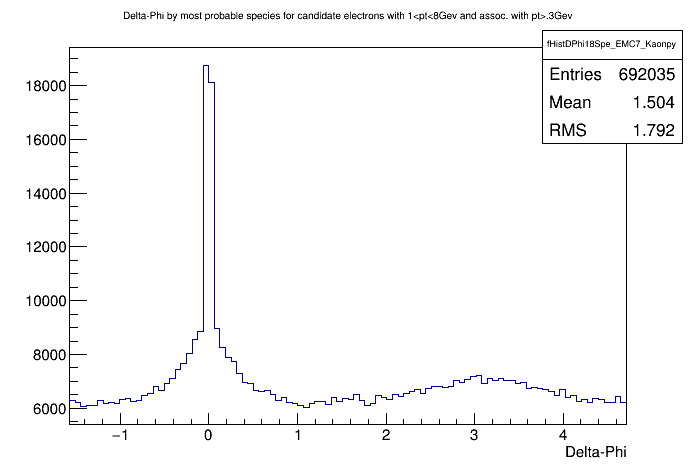 Delta-Phi by most probable species for candidate electrons with 1<pt<8Gev and assoc. with pt>.3Gev
fHistDPhi18Spe_EMC7_Kaonpy
Entries 692035
Mean 1.504
RMS 1.792
18000
16000
14000
12000
10000
8000
6000
−1 0 1 2 3 4
Delta-Phi